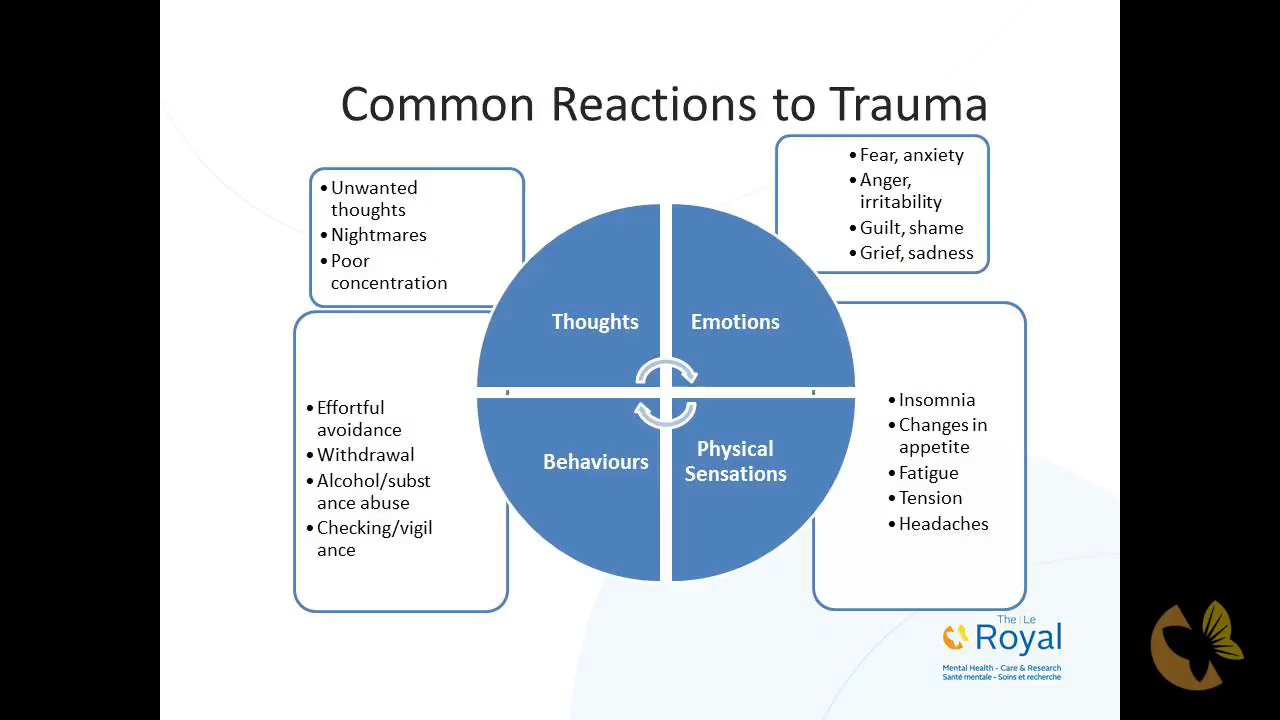 Common Reactions to Trauma
• Unwanted
thoughts
• Nightmares
• Poor
concentration
• Fear, anxiety
• Anger,
irritability
• Guilt, shame
• Grief, sadness
Thoughts
Emotions
Behaviours
Physical
Sensations
• Effortful
avoidance
• Withdrawal
• Alcohol/subst
ance abuse
• Checking/vigil
ance
• Insomnia
• Changes in
appetite
• Fatigue
• Tension
• Headaches
The | Le
Royal
Mental Health - Care & Research
Santé mentale - Soins et recherche